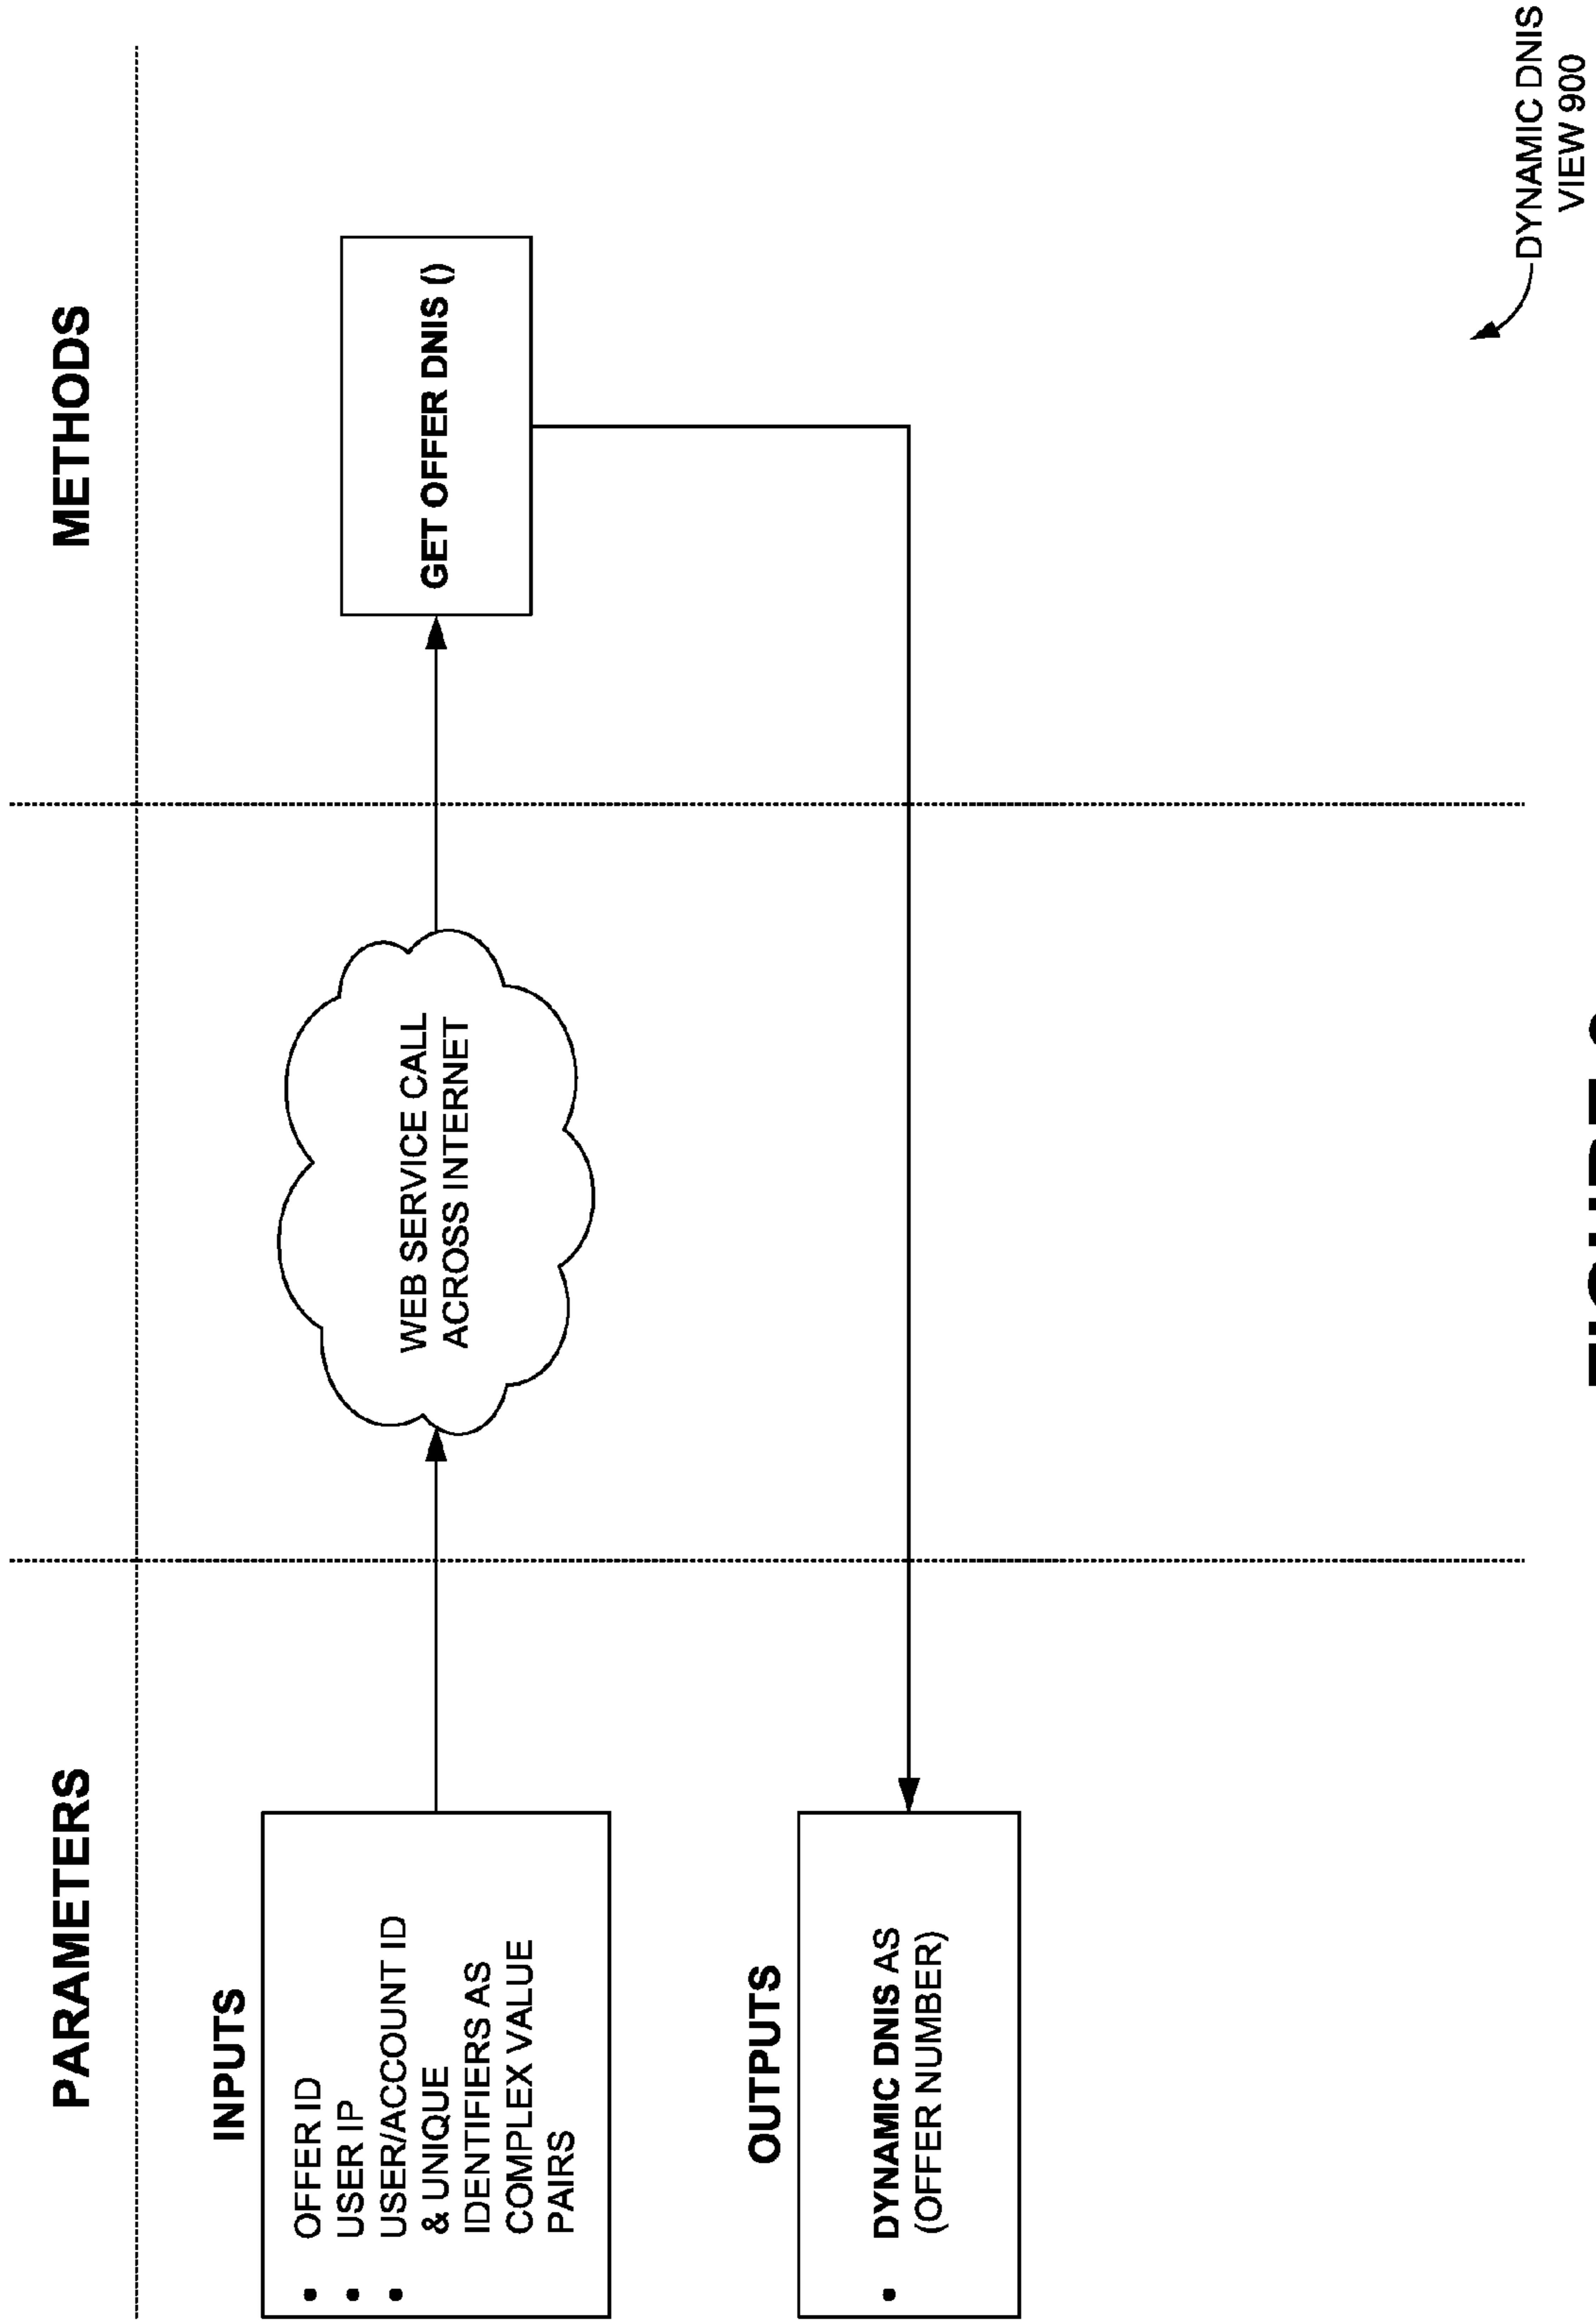 PARAMETERS
METHODS
INPUTS
• OFFER ID
• USER IP
• USER/ACCOUNT ID
& UNIQUE
IDENTIFIERS AS
COMPLEX VALUE
PAIRS
WEB SERVICE CALL
ACROSS INTERNET
GET OFFER DNIS ()
OUTPUTS
• DYNAMIC DNIS AS
(OFFER NUMBER)
DYNAMIC DNIS
VIEW 900